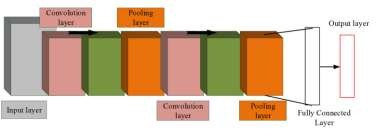 Convolution
layer
Pooling
layer
Output layer
Input layer
Convolution
layer
Pooling
layer
Fully Connected
Layer